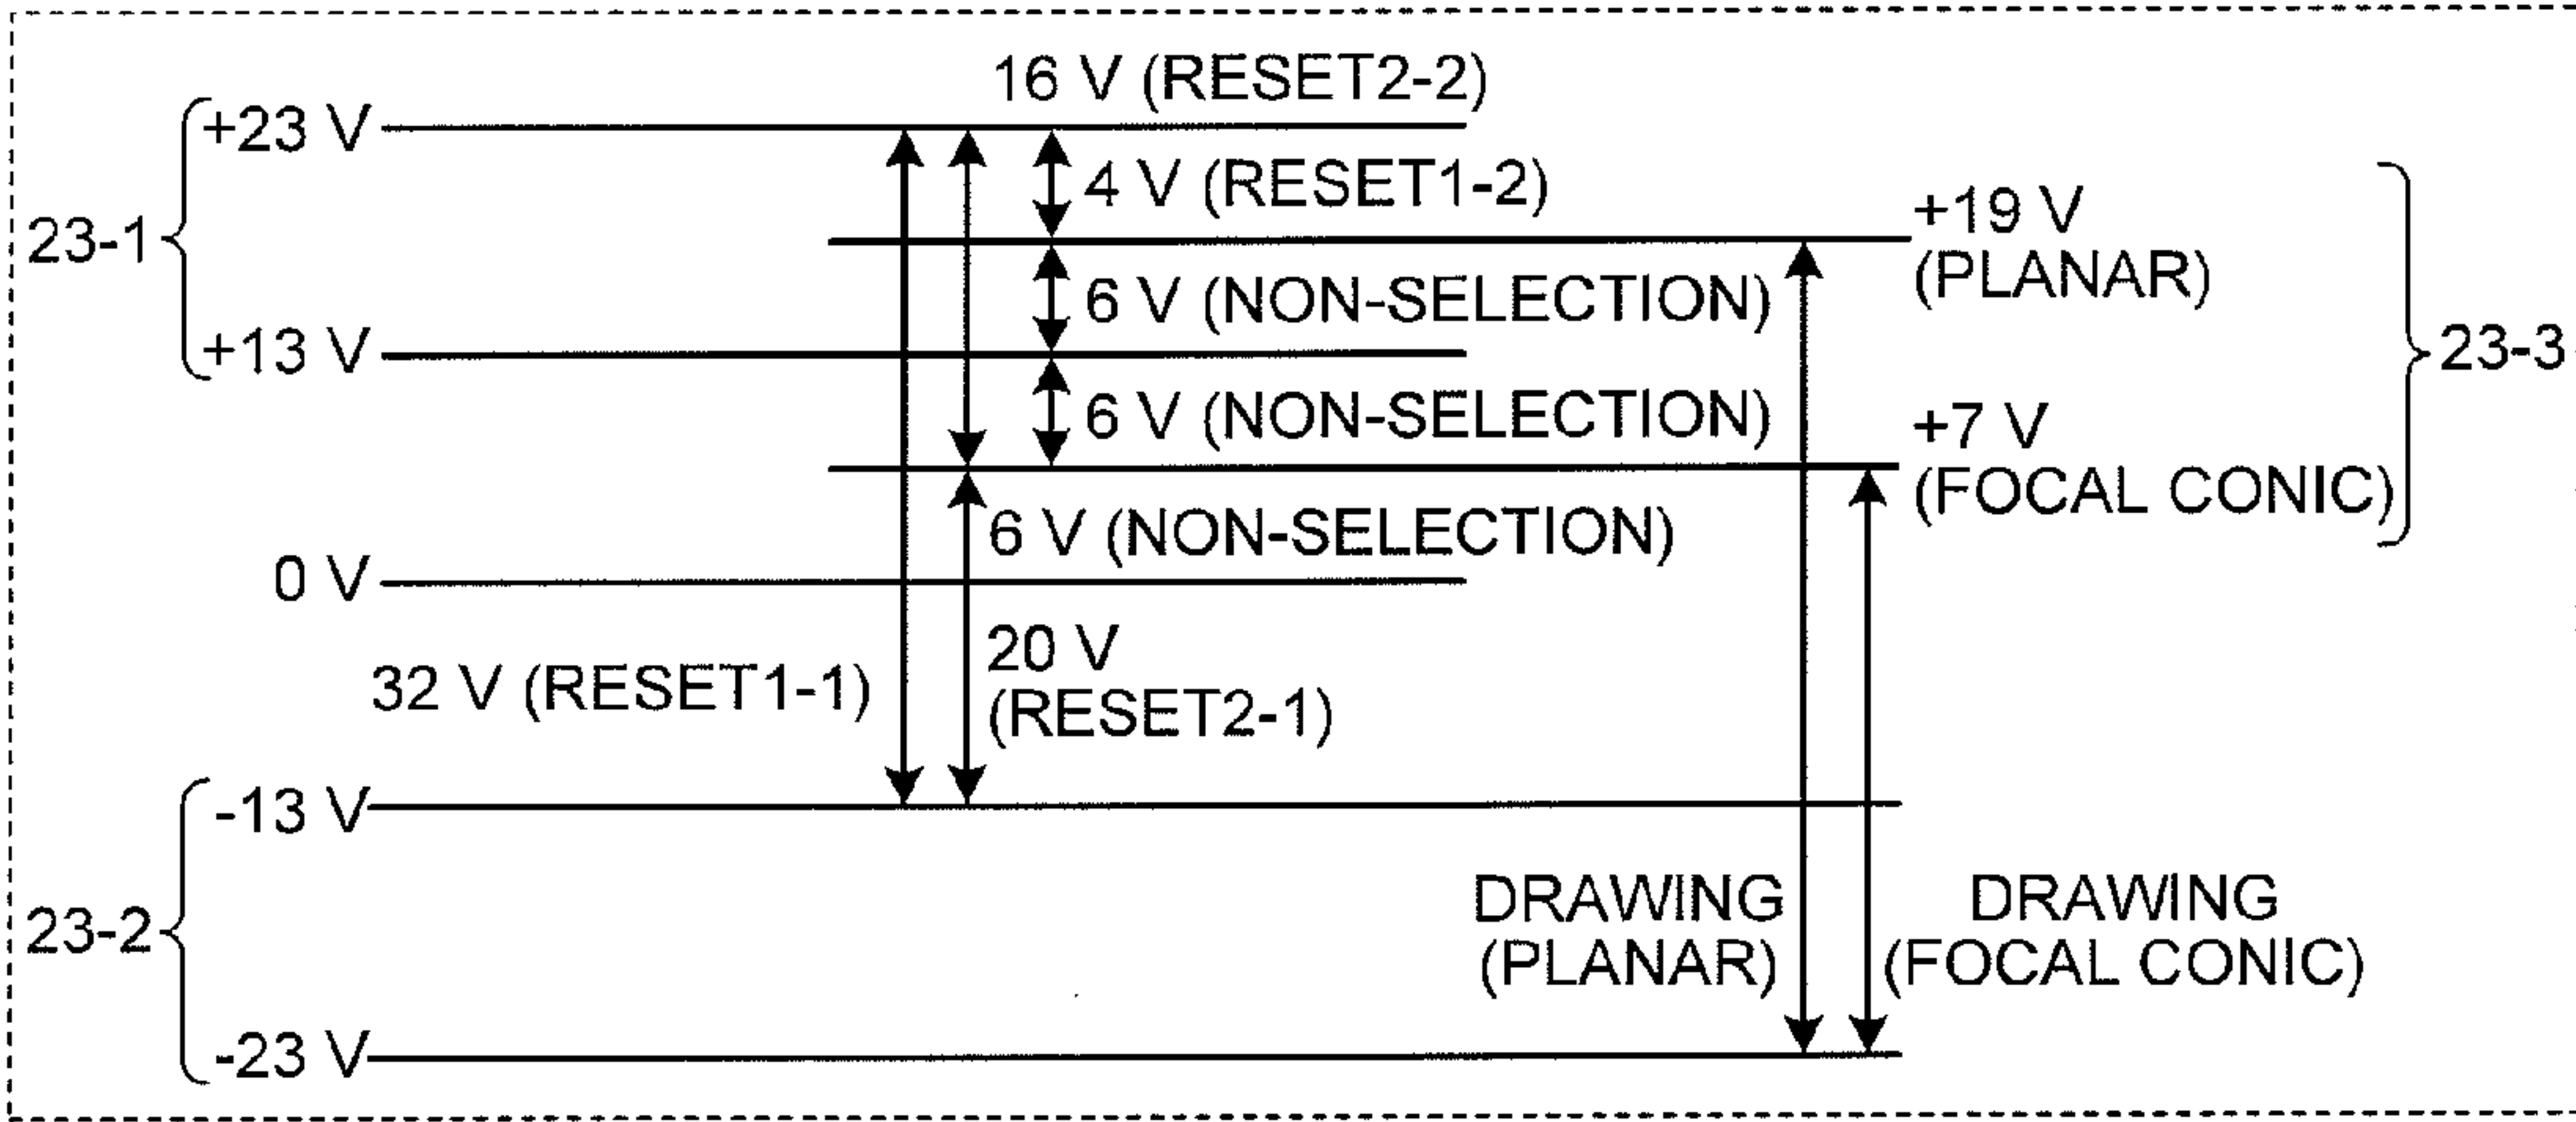 16 V (RESET2-2)
+23 V
4 V (RESET1-2)
+19 V
(PLANAR)
23-1
6 V (NON-SELECTION)
+13 V
23-3
6 V (NON-SELECTION)
+7 V
(FOCAL CONIC)
6 V (NON-SELECTION)
0 V
20 V
(RESET2-1)
32 V (RESET1-1)
-13 V
DRAWING
(PLANAR)
DRAWING
(FOCAL CONIC)
23-2
-23 V